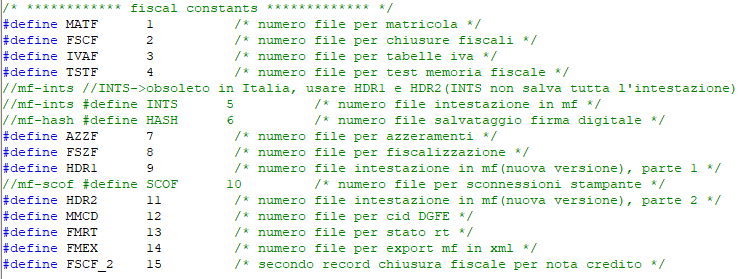 /* ************ fiscal constants ************* */
#define MATF 1 /* numero file per matricola */
#define FSCF 2 /* numero file per chiusure fiscali */
#define IVAF 3 /* numero file per tabelle iva */
#define TSTF 4 /* numero file per test memoria fiscale */
//mf-ints //INTS->obsoleto in Italia, usare HDR1 e HDR2(INTS non salva tutta l'intestazione)
//mf-ints #define INTS 5 /* numero file intestazione in mf */
//mf-hash #define HASH 6 /* numero file salvataggio firma digitale */
#define AZZF 7 /* numero file per azzeramenti */
#define FSZF 8 /* numero file per fiscalizzazione */
#define HDR1 9 /* numero file intestazione in mf(nuova versione), parte 1 */
//mf-scof #define SCOF 10 /* numero file per sconnessioni stampante */
#define HDR2 11 /* numero file intestazione in mf(nuova versione), parte 2 */
#define MMCD 12 /* numero file per cid DGFE */
#define FMRT 13 /* numero file per stato rt */
#define FMEX 14 /* numero file per export mf in xml */
#define FSCF_2 15 /* secondo record chiusura fiscale per nota credito */